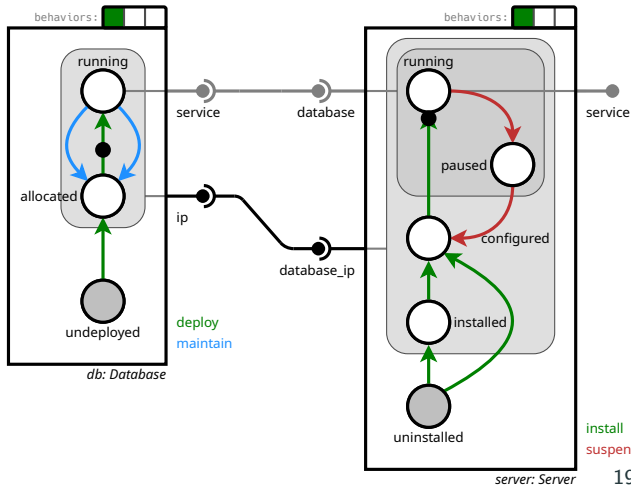 behaviors:
behaviors:
running
running
service
database
service
paused
allocated
ip
configured
database_ip
undeployed
deploy
installed
maintain
db: Database
uninstalled
install
suspen
server: Server
19